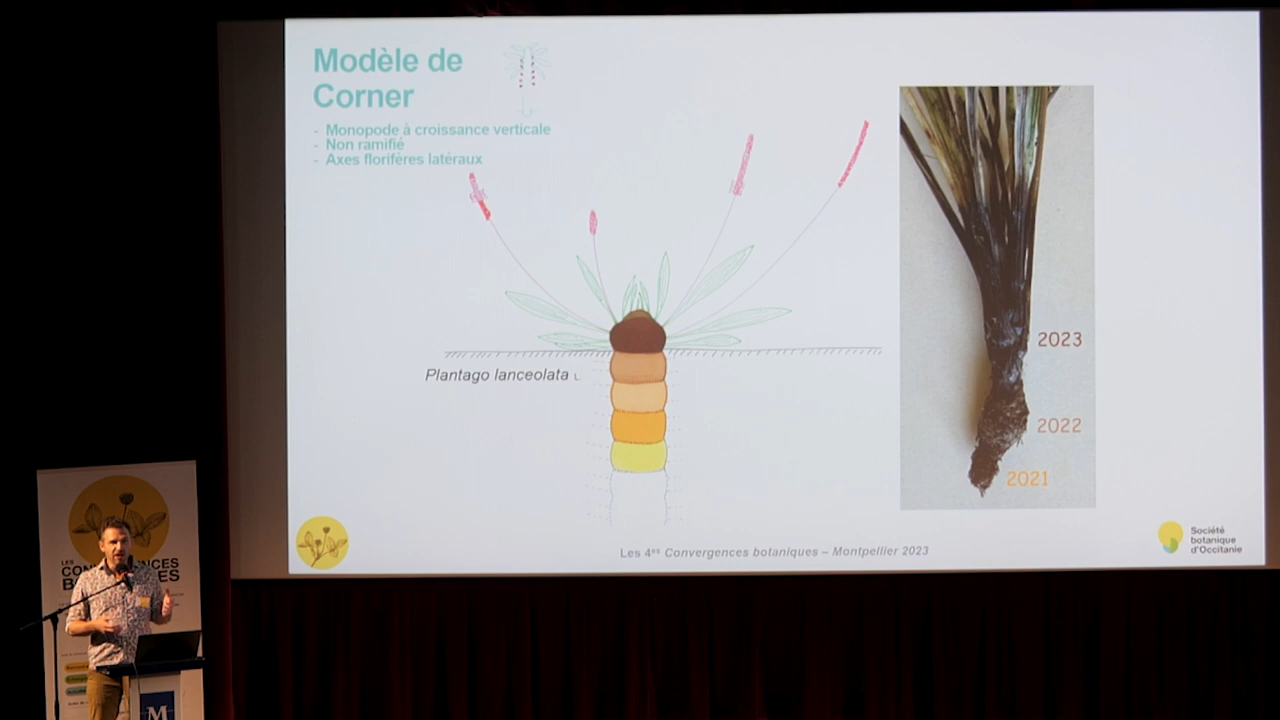 Modèle de
Corner
- Monopode à croissance verticale
- Non ramifié
- Axes florifères latéraux
Plantago lanceolata L.
2023
2022
2021
Les 4es Convergences botaniques – Montpellier 2023
Société
botanique
d'Occitanie
LES
M